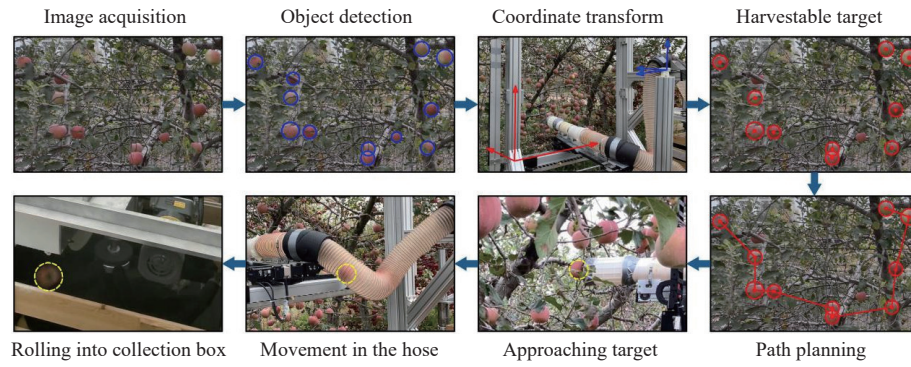 Image acquisition
Object detection
Coordinate transform
Harvestable target
Rolling into collection box
Movement in the hose
Approaching target
Path planning